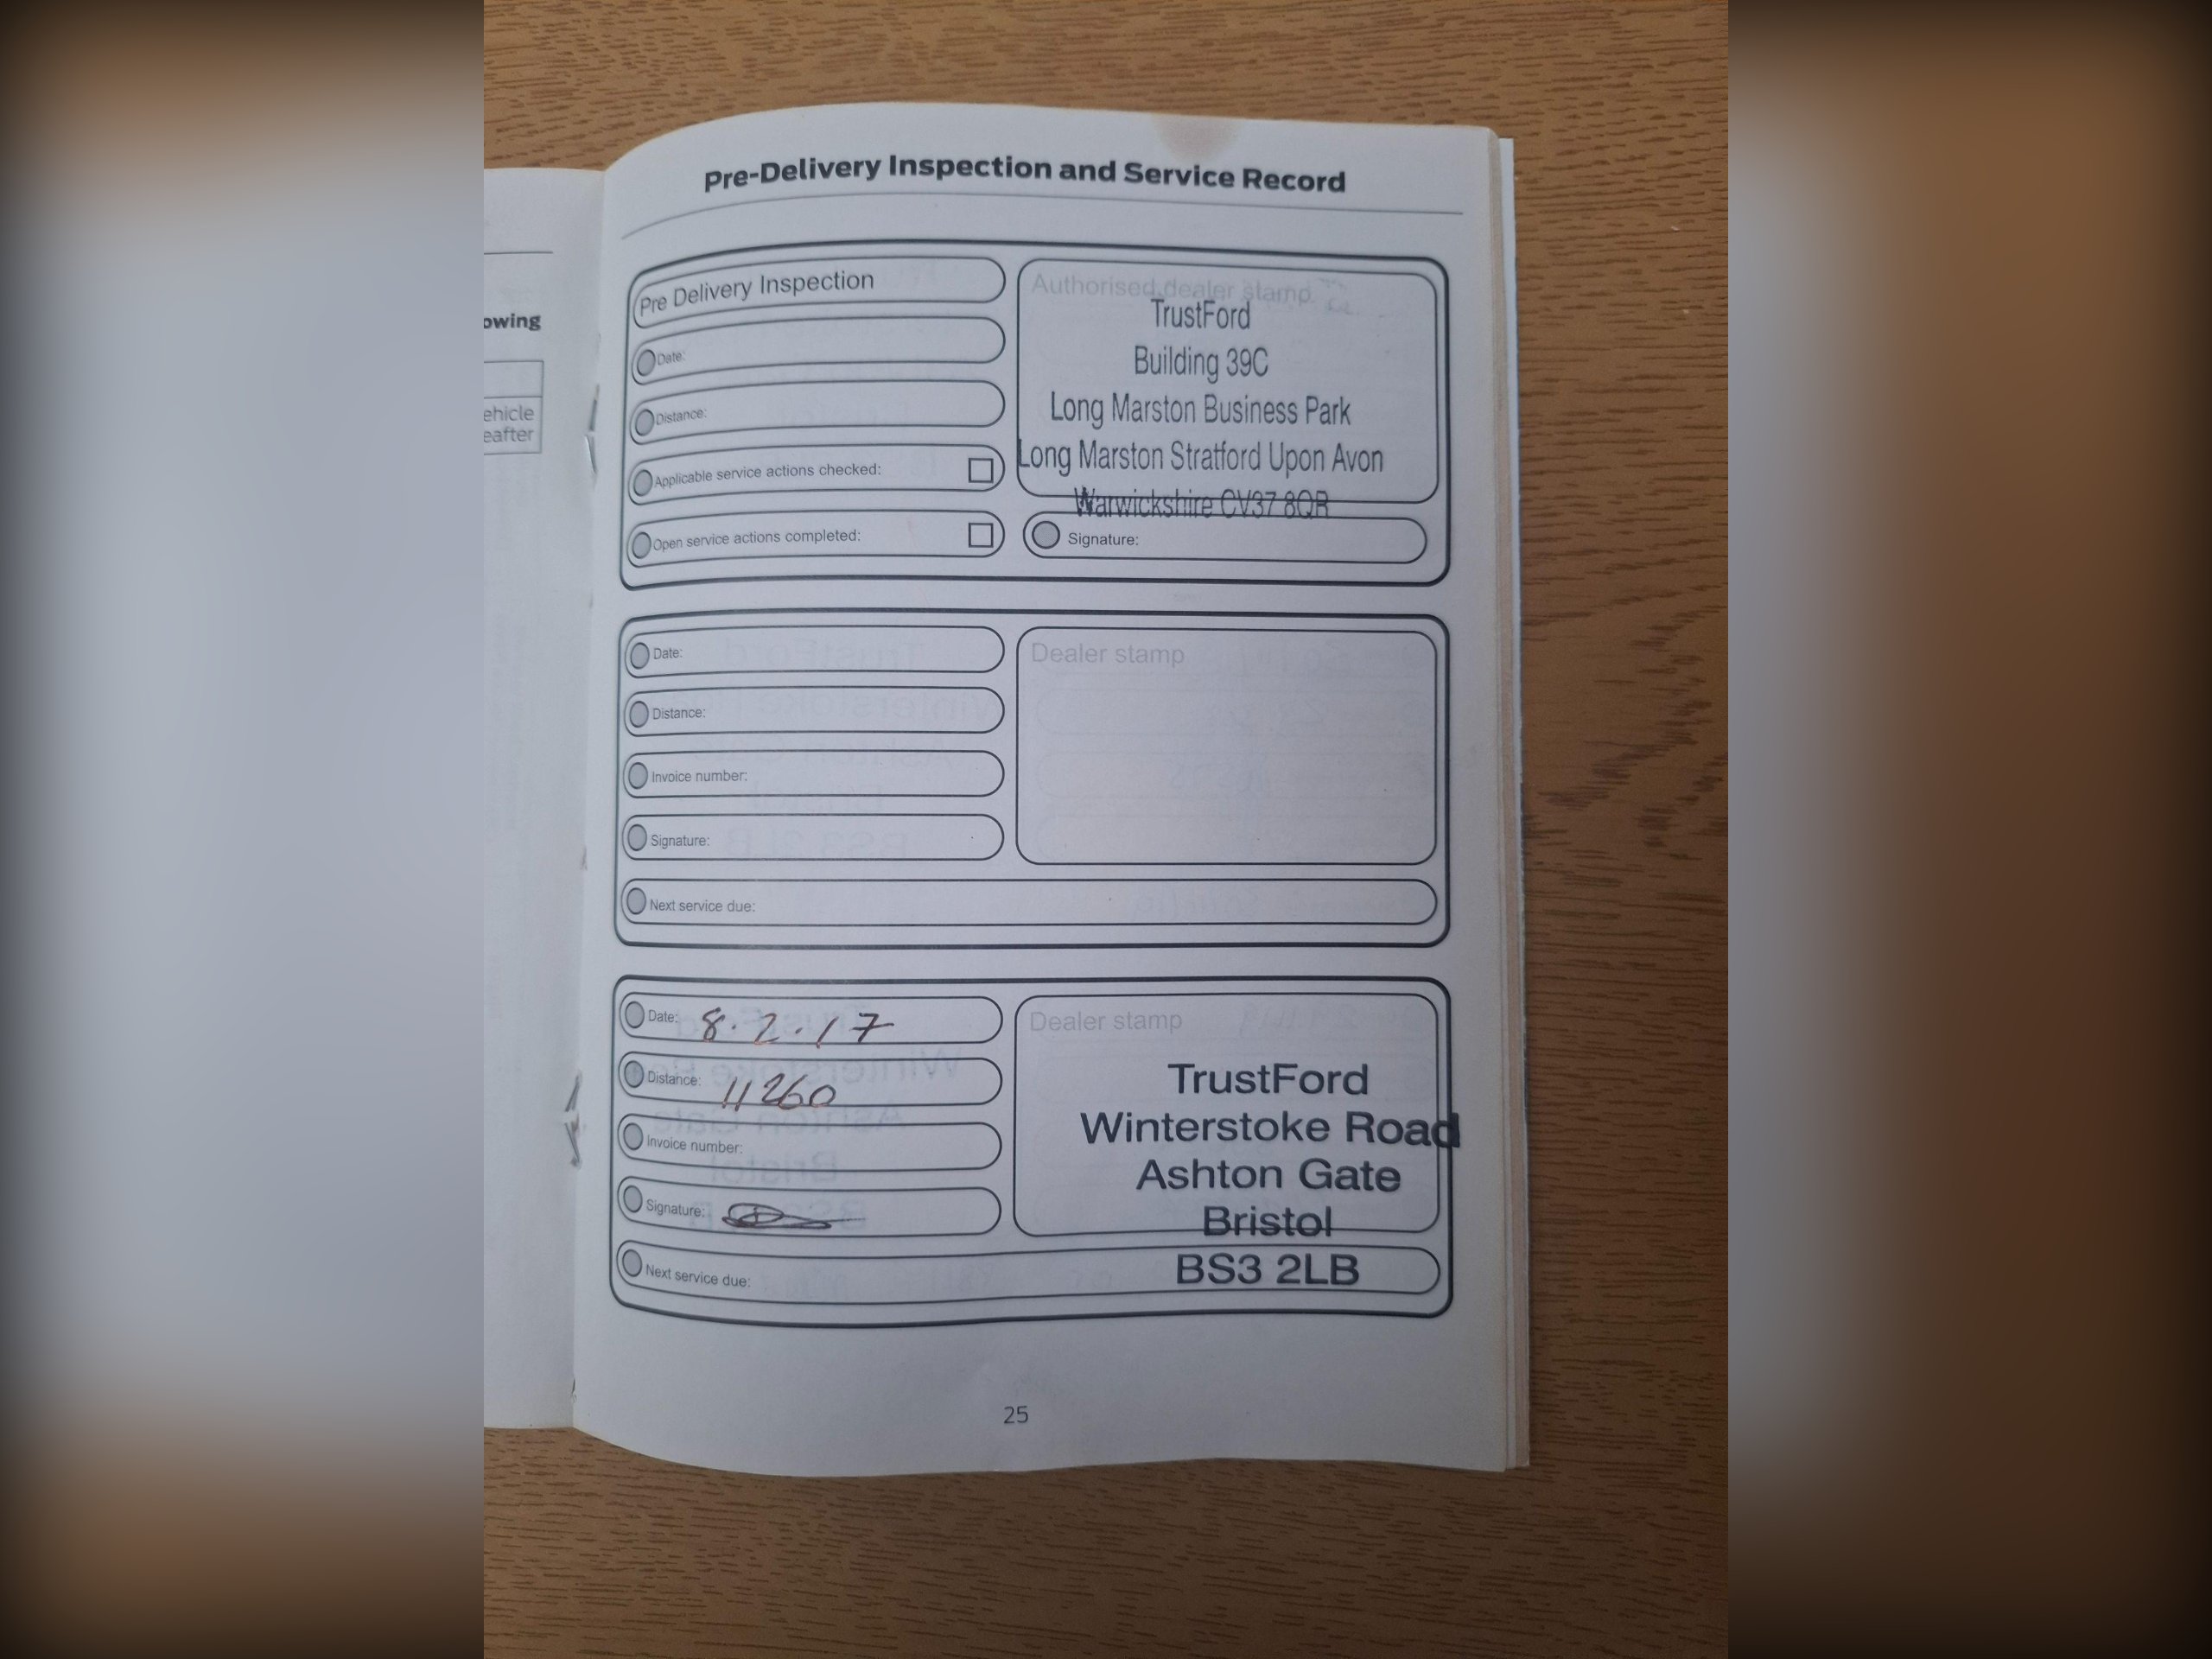 Pre-Delivery Inspection and Service Record
owing
ehicle
eafter
Pre Delivery Inspection
Date:
Distance:
Applicable service actions checked:
Open service actions completed:
Authorised dealer stamp
TrustFord
Building 39C
Long Marston Business Park
Long Marston Stratford Upon Avon
Warwickshire CV37 8QR
Signature:
Date:
Distance:
Invoice number:
Signature:
Dealer stamp
Next service due:
Date: 8.2.17
Distance: 11260
Invoice number:
Signature:
Dealer stamp
TrustFord
Winterstoke Road
Ashton Gate
Bristol
BS3 2LB
Next service due:
25